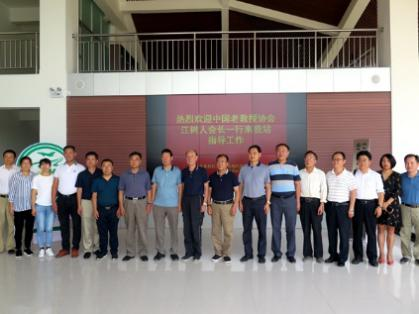 热烈欢迎中国老教授协会
江树人会长一行来我站
指导工作